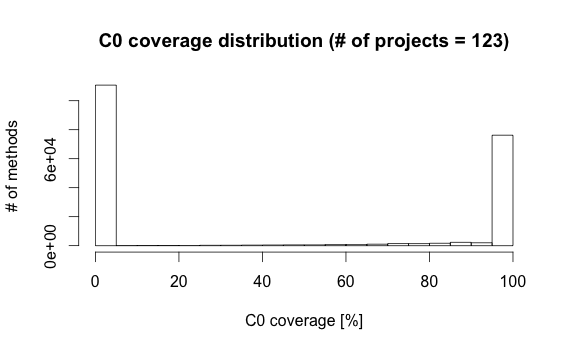 C0 coverage distribution (# of projects = 123)
# of methods
6e+04
0e+00
0 20 40 60 80 100
C0 coverage [%]